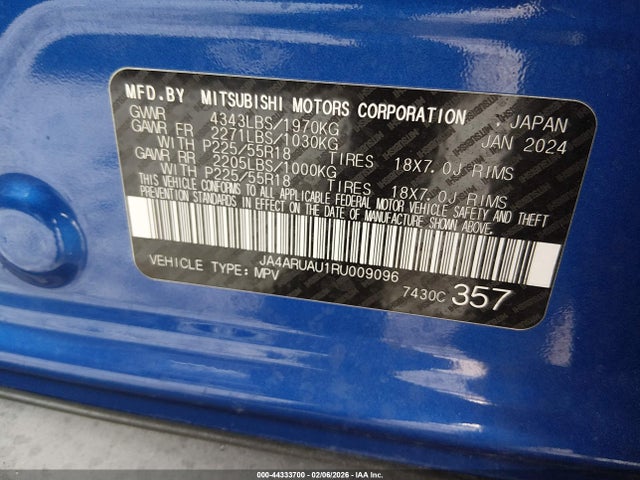 MFD.BY MITSUBISHI MOTORS CORPORATION. JAPAN
GVWR 4343LBS/1970KG JAN 2024
GAWR FR 2271LBS/1030KG
WITH P225/55R18 TIRES 18X7.0J RIMS
GAWR RR 2205LBS/1000KG
WITH P225/55R18 TIRES 18X7.0J RIMS
THIS VEHICLE CONFORMS TO ALL APPLICABLE FEDERAL MOTOR VEHICLE SAFETY AND THEFT
PREVENTION STANDARDS IN EFFECT ON THE DATE OF MANUFACTURE SHOWN ABOVE.
JA4ARUAU1RU009096
VEHICLE TYPE: MPV
7430C 357
000-44333700 - 02/06/2026 - IAA Inc.